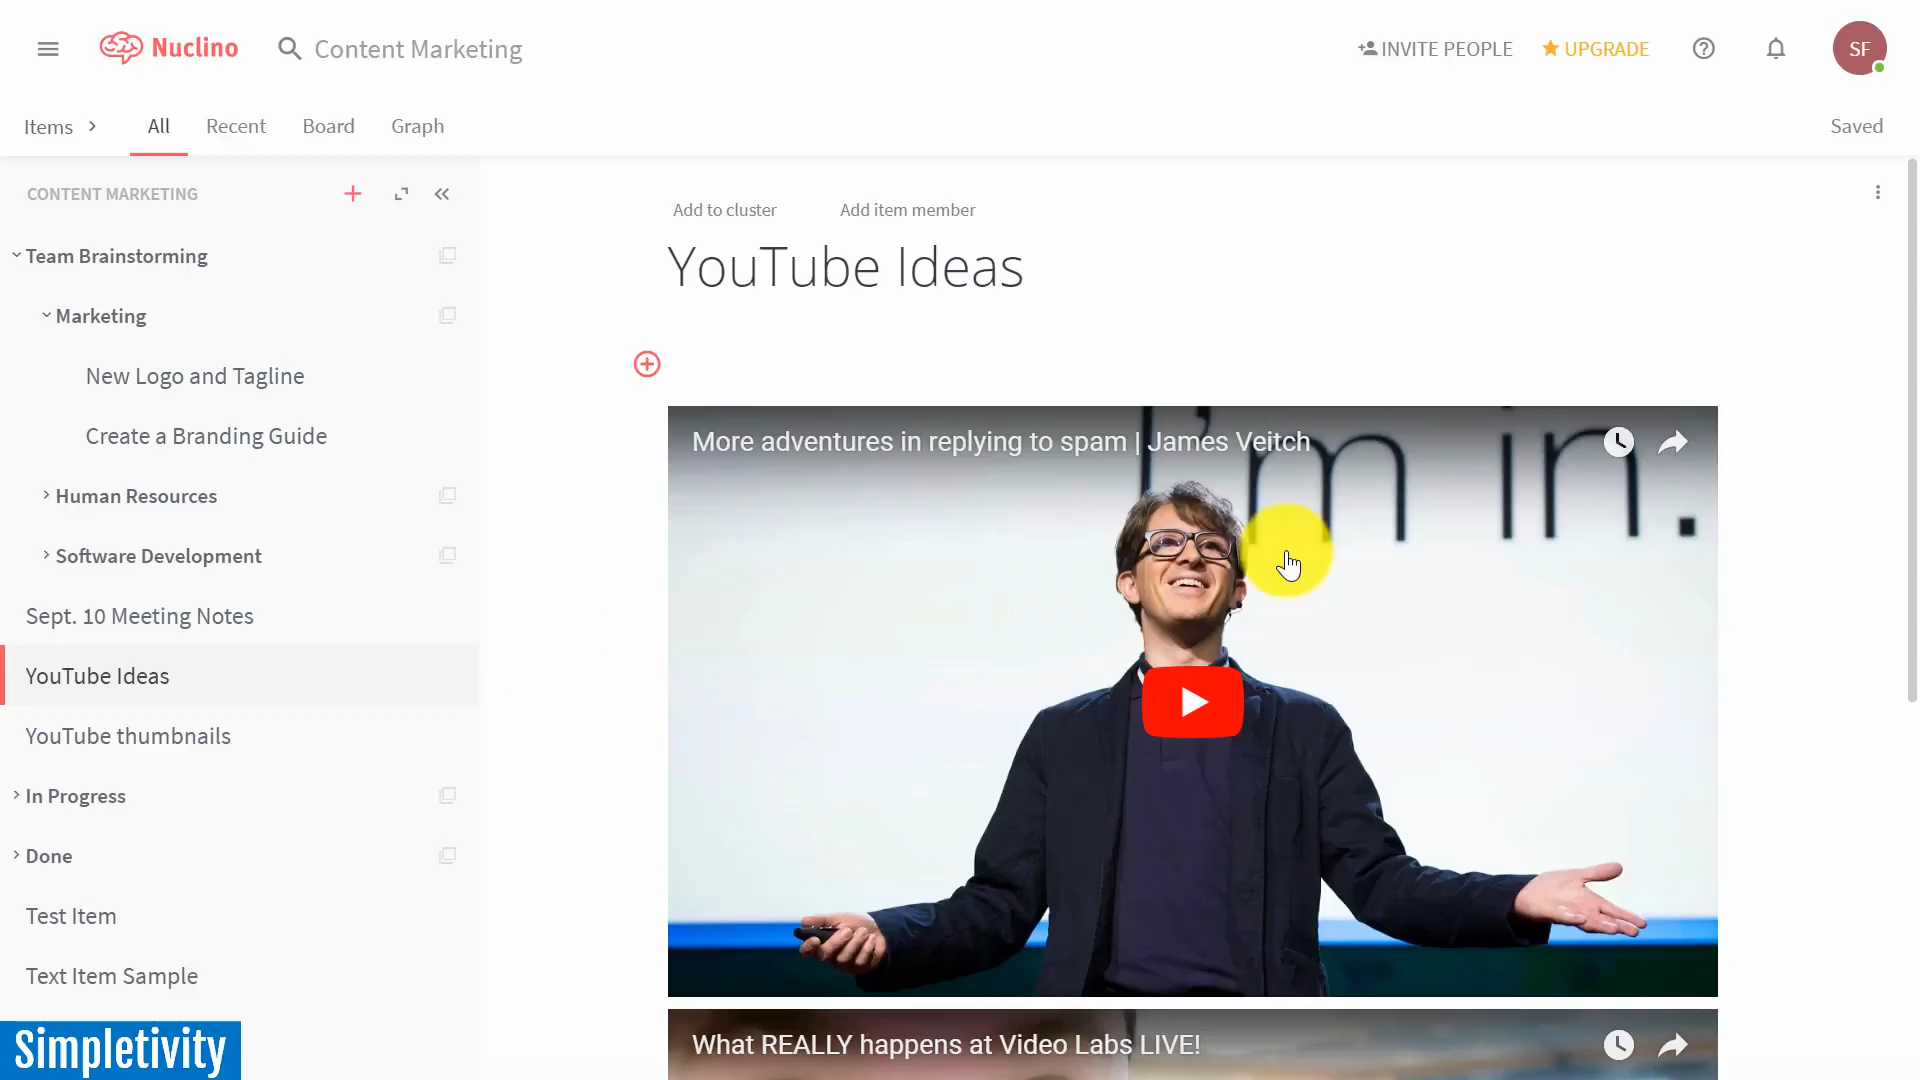 Nuclino
Content Marketing
INVITE PEOPLE
UPGRADE
SF
Items
All
Recent
Board
Graph
Saved
CONTENT MARKETING
Team Brainstorming
Marketing
New Logo and Tagline
Create a Branding Guide
Human Resources
Software Development
Sept. 10 Meeting Notes
YouTube Ideas
YouTube thumbnails
In Progress
Done
Test Item
Text Item Sample
Simpletivity
Add to cluster
Add item member
YouTube Ideas
More adventures in replying to spam | James Veitch
I'm in.
What REALLY happens at Video Labs LIVE!